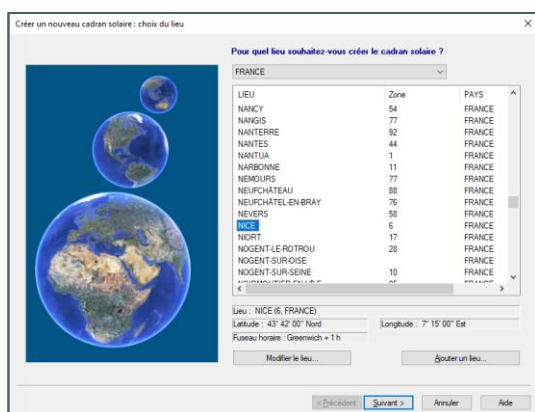 Créer un nouveau cadran solaire : choix du lieu
Pour quel lieu souhaitez-vous créer le cadran solaire ?
FRANCE
LIEU Zone PAYS
NANCY 54 FRANCE
NANGIS 77 FRANCE
NANTERRE 92 FRANCE
NANTES 44 FRANCE
NANTUA 1 FRANCE
NARBONNE 11 FRANCE
NEMOURS 77 FRANCE
NEUFCHÂTEAU 88 FRANCE
NEUFCHÂTEL-EN-BRAY 76 FRANCE
NEVERS 58 FRANCE
NICE 6 FRANCE
NIORT 17 FRANCE
NOGENT-LE-ROTROU 28 FRANCE
NOGENT-SUR-OISE FRANCE
NOGENT-SUR-SEINE 10 FRANCE
Lieu : NICE (6, FRANCE)
Latitude : 43° 42' 00" Nord Longitude : 7° 15' 00" Est
Fuseau horaire : Greenwich + 1 h
Modifier le lieu... Ajouter un lieu...
< Précédent Suivant > Annuler Aide